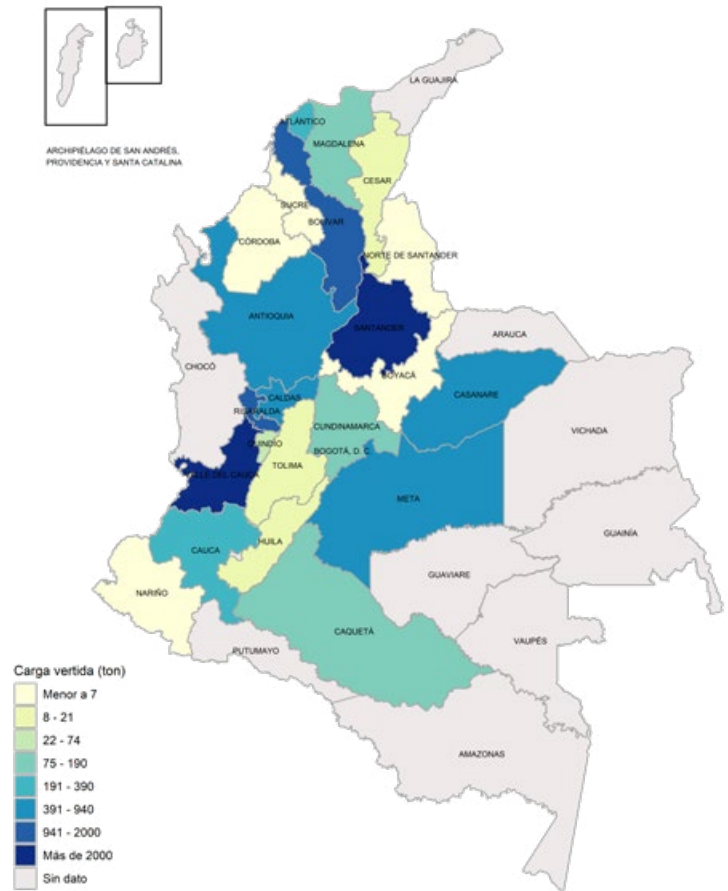 ARCHIPIÉLAGO DE SAN ANDRÉS,
PROVIDENCIA Y SANTA CATALINA
LA GUAJIRA
ATLÁNTICO
MAGDALENA
CESAR
SUCRE
BOLÍVAR
CÓRDOBA
NORTE DE SANTANDER
ANTIOQUIA
SANTANDER
ARAUCA
CHOCÓ
BOYACÁ
CASANARE
CALDAS
RISARALDA
CUNDINAMARCA
VICHADA
QUINDÍO
BOGOTÁ, D. C.
TOLIMA
VALLE DEL CAUCA
META
GUAINÍA
HUILA
CAUCA
GUAVIARE
NARIÑO
CAQUETÁ
VAUPÉS
PUTUMAYO
AMAZONAS
Carga vertida (ton)
Menor a 7
8 - 21
22 - 74
75 - 190
191 - 390
391 - 940
941 - 2000
Más de 2000
Sin dato